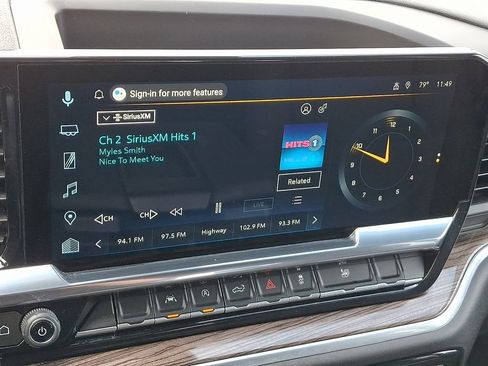 Sign-in for more features
79° 11:49
SiriusXM
Ch 2 SiriusXM Hits 1
Myles Smith
Nice To Meet You
HITS 1
Related
CH CH LIVE
94.1 FM 97.5 FM Highway 102.9 FM 93.3 FM
12
11 1
10 2
9 3
8 4
7 5
6